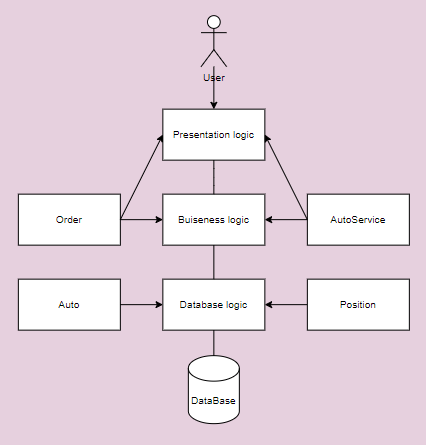 User
Presentation logic
Order
Buiseness logic
AutoService
Auto
Database logic
Position
DataBase